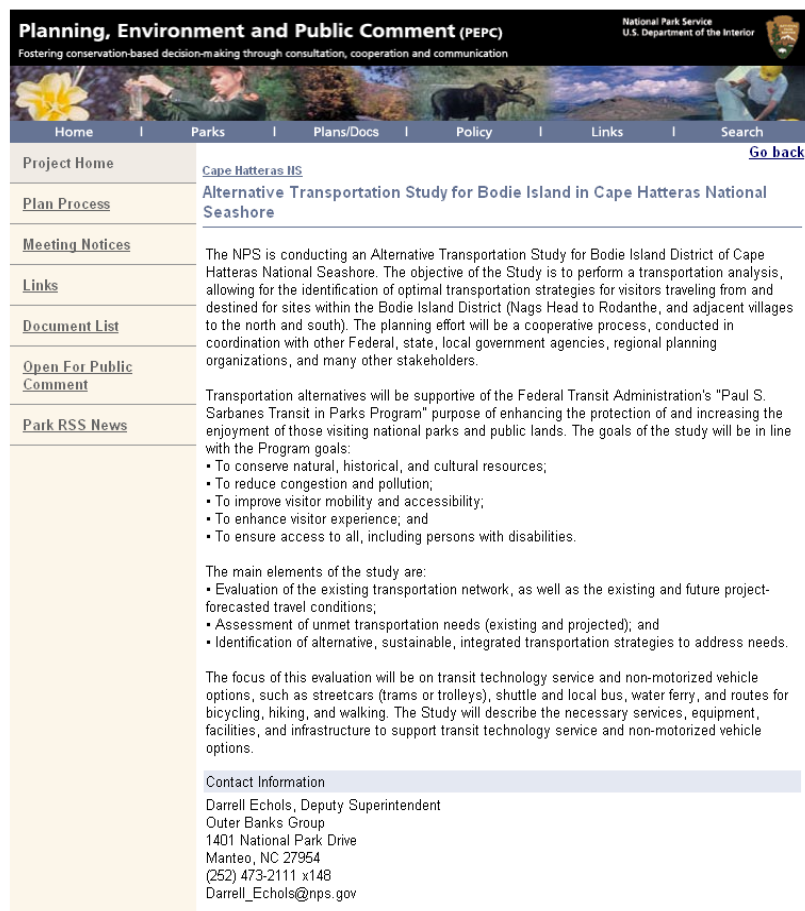 Planning, Environment and Public Comment (PEPC)
Fostering conservation-based decision-making through consultation, cooperation and communication
National Park Service
U.S. Department of the Interior
Home | Parks | Plans/Docs | Policy | Links | Search
Go back
Project Home
Plan Process
Meeting Notices
Links
Document List
Open For Public
Comment
Park RSS News
Cape Hatteras NS
Alternative Transportation Study for Bodie Island in Cape Hatteras National
Seashore
The NPS is conducting an Alternative Transportation Study for Bodie Island District of Cape
Hatteras National Seashore. The objective of the Study is to perform a transportation analysis,
allowing for the identification of optimal transportation strategies for visitors traveling from and
destined for sites within the Bodie Island District (Nags Head to Rodanthe, and adjacent villages
to the north and south). The planning effort will be a cooperative process, conducted in
coordination with other Federal, state, local government agencies, regional planning
organizations, and many other stakeholders.
Transportation alternatives will be supportive of the Federal Transit Administration's "Paul S.
Sarbanes Transit in Parks Program" purpose of enhancing the protection of and increasing the
enjoyment of those visiting national parks and public lands. The goals of the study will be in line
with the Program goals:
▪ To conserve natural, historical, and cultural resources;
▪ To reduce congestion and pollution;
▪ To improve visitor mobility and accessibility;
▪ To enhance visitor experience; and
▪ To ensure access to all, including persons with disabilities.
The main elements of the study are:
▪ Evaluation of the existing transportation network, as well as the existing and future project-
forecasted travel conditions;
▪ Assessment of unmet transportation needs (existing and projected); and
▪ Identification of alternative, sustainable, integrated transportation strategies to address needs.
The focus of this evaluation will be on transit technology service and non-motorized vehicle
options, such as streetcars (trams or trolleys), shuttle and local bus, water ferry, and routes for
bicycling, hiking, and walking. The Study will describe the necessary services, equipment,
facilities, and infrastructure to support transit technology service and non-motorized vehicle
options.
Contact Information
Darrell Echols, Deputy Superintendent
Outer Banks Group
1401 National Park Drive
Manteo, NC 27954
(252) 473-2111 x148
Darrell_Echols@nps.gov